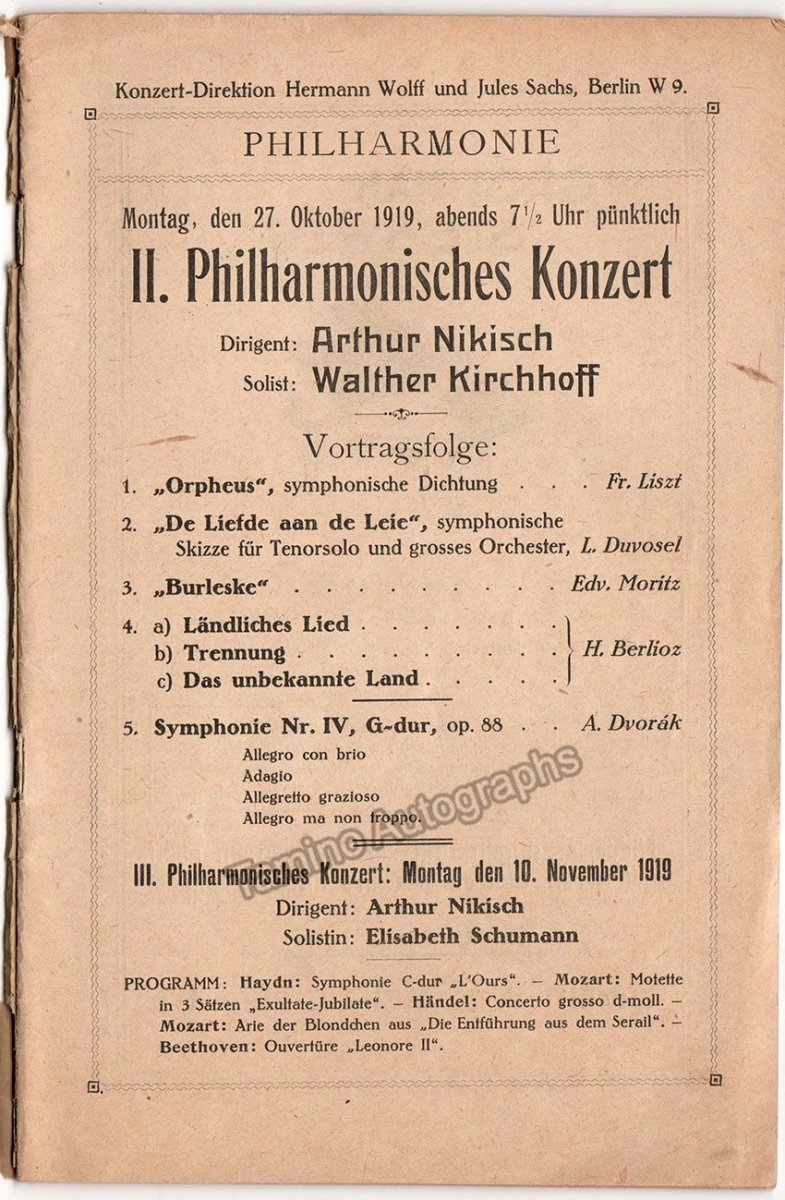 Konzert-Direktion Hermann Wolff und Jules Sachs, Berlin W 9.
PHILHARMONIE
Montag, den 27. Oktober 1919, abends 7 1/2 Uhr pünktlich
II. Philharmonisches Konzert
Dirigent: Arthur Nikisch
Solist: Walther Kirchhoff
Vortragsfolge:
1. „Orpheus“, symphonische Dichtung . . . Fr. Liszt
2. „De Liefde aan de Leie“, symphonische
Skizze für Tenorsolo und grosses Orchester, L. Duvosel
3. „Burleske“ . . . . . . . . . Edv. Moritz
4. a) Ländliches Lied . . . . . . .
b) Trennung . . . . . . . . . H. Berlioz
c) Das unbekannte Land . . . . .
5. Symphonie Nr. IV, G-dur, op. 88 . . A. Dvorák
Allegro con brio
Adagio
Allegretto grazioso
Allegro ma non troppo.
Tamino Autographs
III. Philharmonisches Konzert: Montag den 10. November 1919
Dirigent: Arthur Nikisch
Solistin: Elisabeth Schumann
PROGRAMM: Haydn: Symphonie C-dur „L'Ours“. — Mozart: Motette
in 3 Sätzen „Exultate-Jubilate“. — Händel: Concerto grosso d-moll. —
Mozart: Arie der Blondchen aus „Die Entführung aus dem Serail“. —
Beethoven: Ouvertüre „Leonore II“.